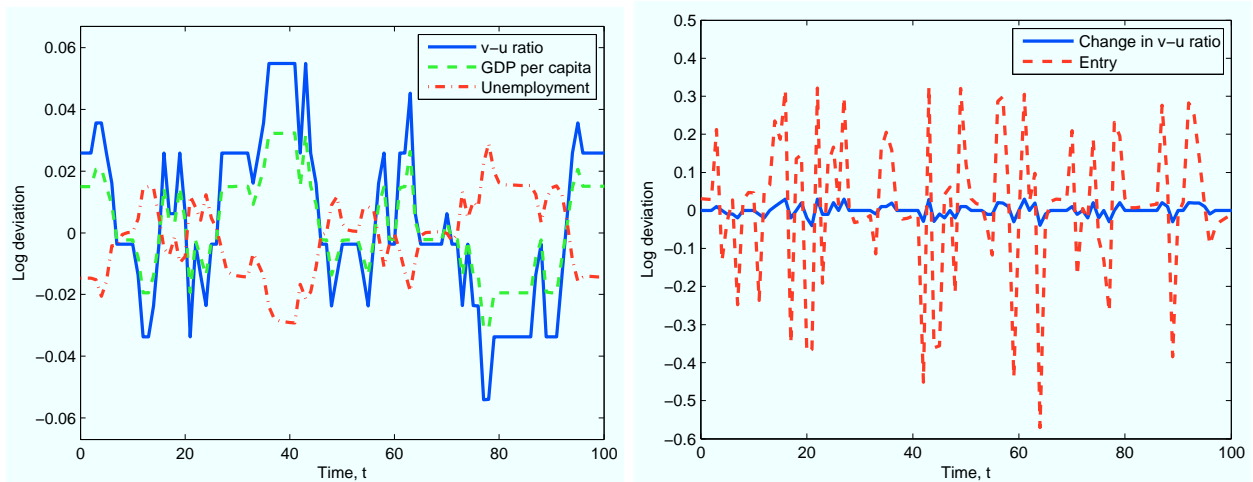 0.06
0.04
0.02
0
−0.02
−0.04
−0.06
Log deviation
v−u ratio
GDP per capita
Unemployment
0 20 40 60 80 100
Time, t
0.5
0.4
0.3
0.2
0.1
0
−0.1
−0.2
−0.3
−0.4
−0.5
−0.6
Log deviation
Change in v−u ratio
Entry
0 20 40 60 80 100
Time, t